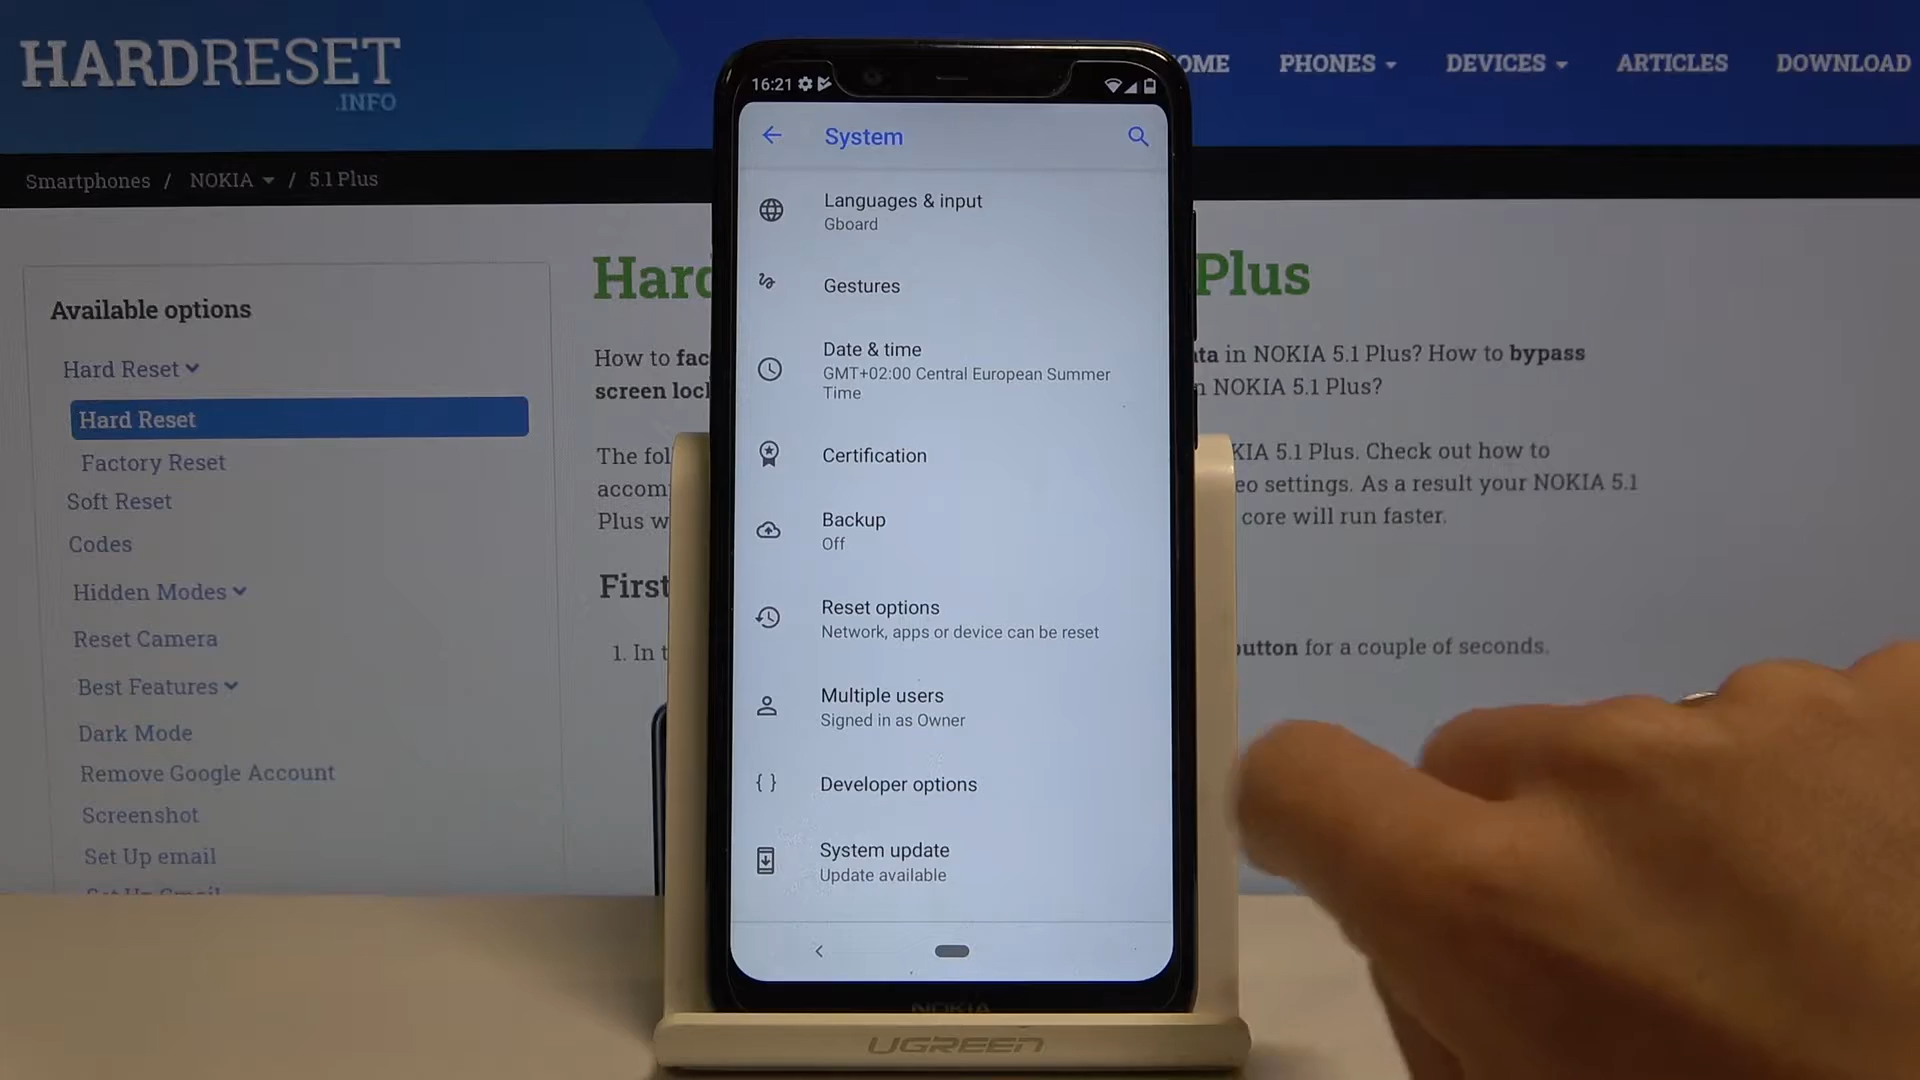 HARDRESET
.INFO
OME
PHONES
DEVICES
ARTICLES
DOWNLOAD
Smartphones / NOKIA / 5.1 Plus
Available options
Hard Reset
Hard Reset
Factory Reset
Soft Reset
Codes
Hidden Modes
Reset Camera
Best Features
Dark Mode
Remove Google Account
Screenshot
Set Up email
Set Up Gmail
Hard Plus
How to fac ta in NOKIA 5.1 Plus? How to bypass
screen loc n NOKIA 5.1 Plus?
The fol KIA 5.1 Plus. Check out how to
accom eo settings. As a result your NOKIA 5.1
Plus w core will run faster.
First
1. In t button for a couple of seconds.
16:21
System
Languages & input
Gboard
Gestures
Date & time
GMT+02:00 Central European Summer
Time
Certification
Backup
Off
Reset options
Network, apps or device can be reset
Multiple users
Signed in as Owner
{ } Developer options
System update
Update available
NOKIA
UGREEN